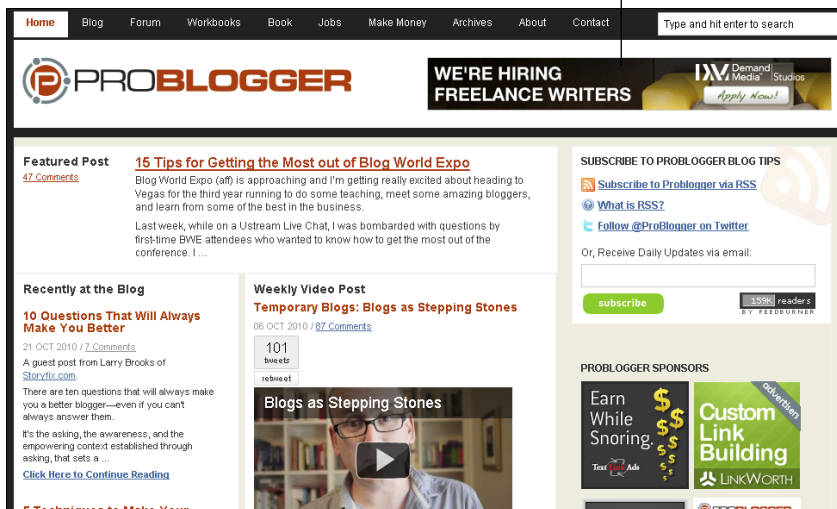 Home Blog Forum Workbooks Book Jobs Make Money Archives About Contact Type and hit enter to search
PROBLOGGER
WE'RE HIRING
FREELANCE WRITERS
Demand
Media Studios
Apply Now!
Featured Post
47 Comments
15 Tips for Getting the Most out of Blog World Expo
Blog World Expo (aff) is approaching and I'm getting really excited about heading to
Vegas for the third year running to do some teaching, meet some amazing bloggers,
and learn from some of the best in the business.
Last week, while on a Ustream Live Chat, I was bombarded with questions by
first-time BWE attendees who wanted to know how to get the most out of the
conference. I ...
SUBSCRIBE TO PROBLOGGER BLOG TIPS
Subscribe to Problogger via RSS
What is RSS?
Follow @ProBlogger on Twitter
Or, Receive Daily Updates via email:
subscribe
159K readers
BY FEEDBURNER
Recently at the Blog
10 Questions That Will Always
Make You Better
21 OCT 2010 / 7 Comments
A guest post from Larry Brooks of
Storyfix.com.
There are ten questions that will always make
you a better blogger—even if you can't
always answer them.
It's the asking, the awareness, and the
empowering context established through
asking, that sets a ...
Click Here to Continue Reading
5 Techniques to Make Your
Weekly Video Post
Temporary Blogs: Blogs as Stepping Stones
06 OCT 2010 / 87 Comments
101
tweets
retweet
Blogs as Stepping Stones
PROBLOGGER SPONSORS
Earn
While
Snoring.
Text Link Ads
advertisers
Custom
Link
Building
LINKWORTH
PROBLOGGER